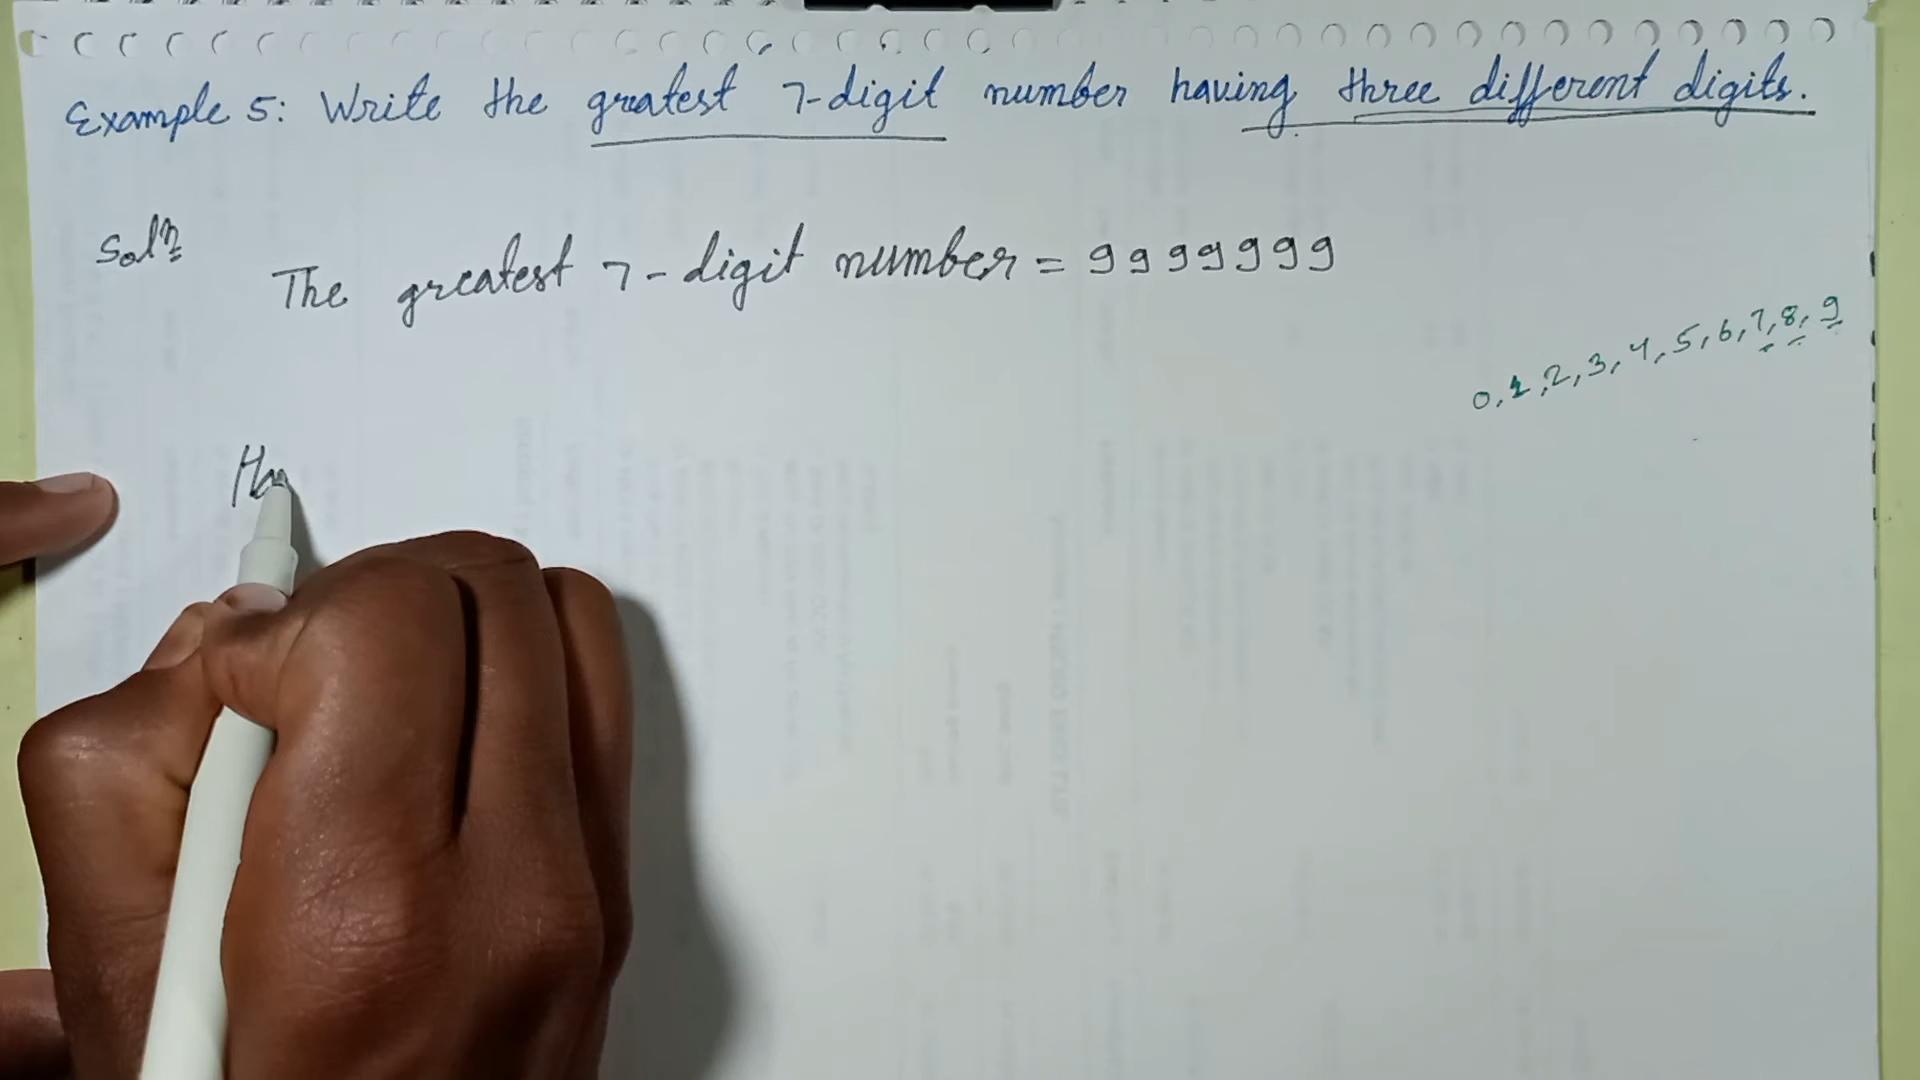 Example 5: Write the greatest 7-digit number having three different digits.
Solⁿ
The greatest 7-digit number = 9999999
0, 1, 2, 3, 4, 5, 6, 7, 8, 9